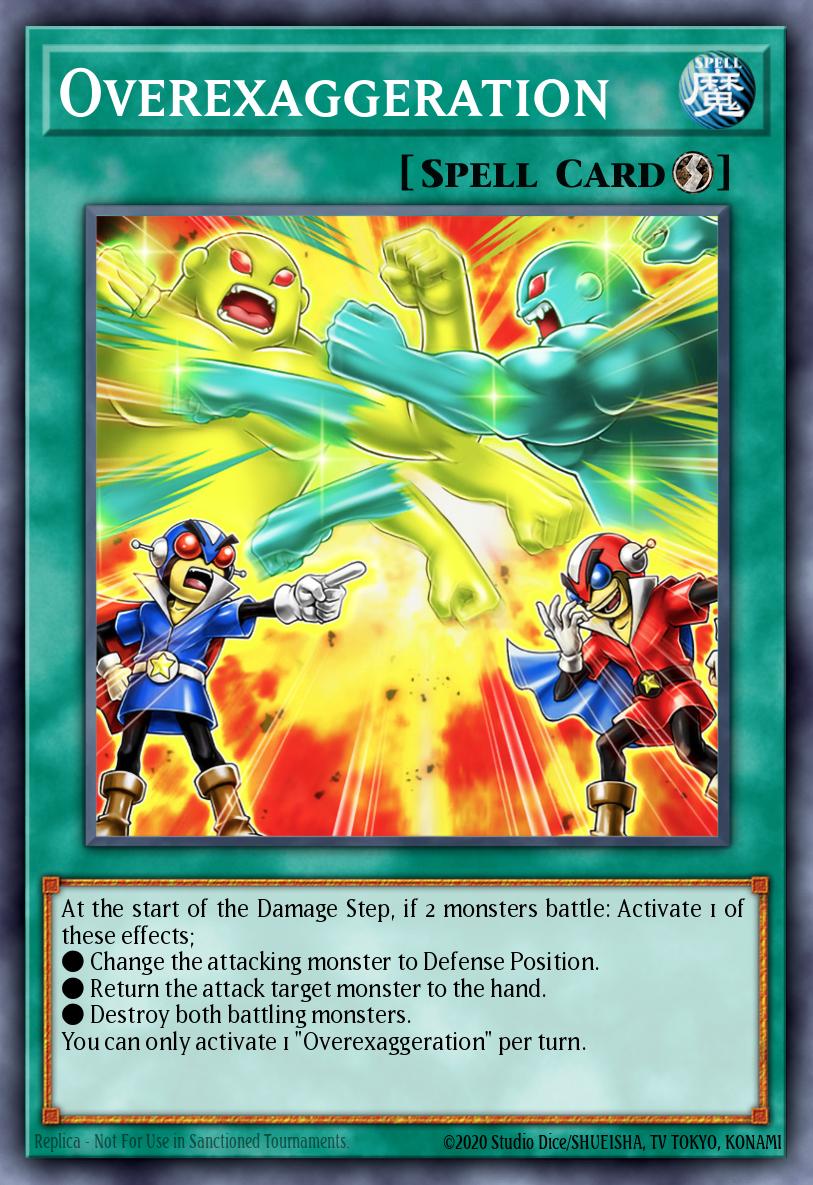 Overexaggeration
SPELL
魔
[Spell Card]
At the start of the Damage Step, if 2 monsters battle: Activate 1 of
these effects;
● Change the attacking monster to Defense Position.
● Return the attack target monster to the hand.
● Destroy both battling monsters.
You can only activate 1 "Overexaggeration" per turn.
Replica - Not For Use in Sanctioned Tournaments.
©2020 Studio Dice/SHUEISHA, TV TOKYO, KONAMI